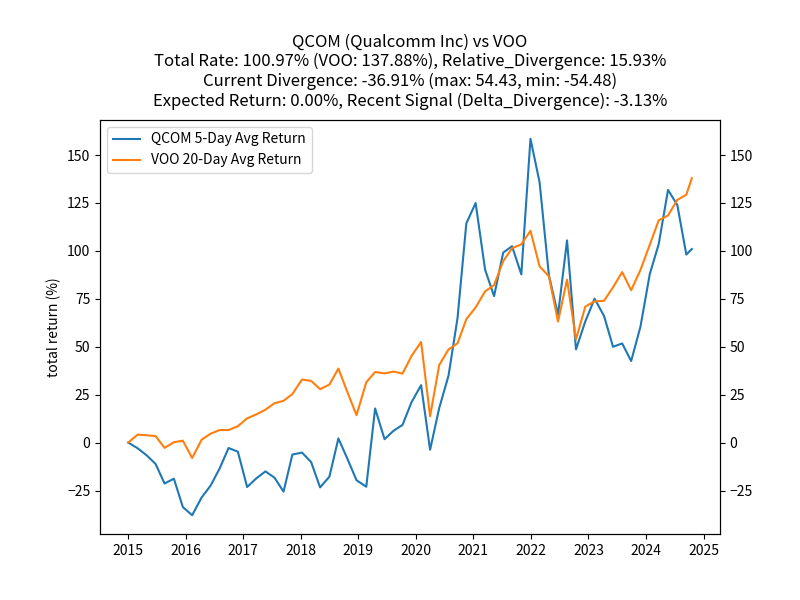 QCOM (Qualcomm Inc) vs VOO
Total Rate: 100.97% (VOO: 137.88%), Relative_Divergence: 15.93%
Current Divergence: -36.91% (max: 54.43, min: -54.48)
Expected Return: 0.00%, Recent Signal (Delta_Divergence): -3.13%
QCOM 5-Day Avg Return
VOO 20-Day Avg Return
total return (%)
150
125
100
75
50
25
0
−25
150
125
100
75
50
25
0
−25
2015 2016 2017 2018 2019 2020 2021 2022 2023 2024 2025